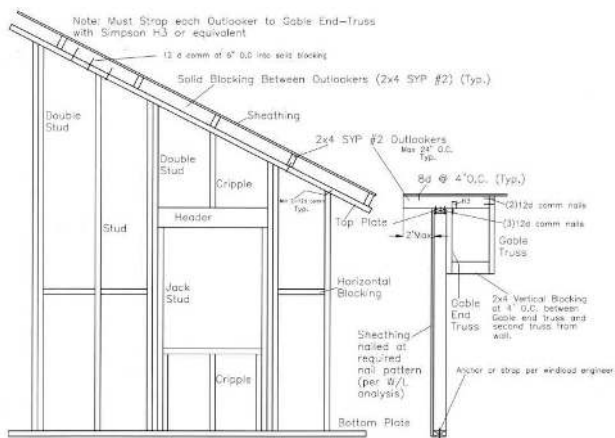 Note: Must Strap each Outlooker to Gable End-Truss
with Simpson H3 or equivalent
12 d comm at 6" O.C into solid blocking
Solid Blocking Between Outlookers (2x4 SYP #2) (Typ.)
Sheathing
2x4 SYP #2 Outlookers
Max 24" O.C.
Typ.
8d @ 4"O.C. (Typ.)
Double
Stud
Double
Stud
Cripple
12d comm
Typ.
H3
(2)12d comm nails
Top Plate
(3)12d comm nails
2" Max
Header
Stud
Gable
Truss
Jack
Stud
Horizontal
Blocking
Gable
End
Truss
2x4 Vertical Blocking
at 4" O.C. between
Gable end truss and
second truss from
wall.
Sheathing
nailed at
required
nail pattern
(per W/L
analysis)
Cripple
Anchor or strap per windload engineer
Bottom Plate